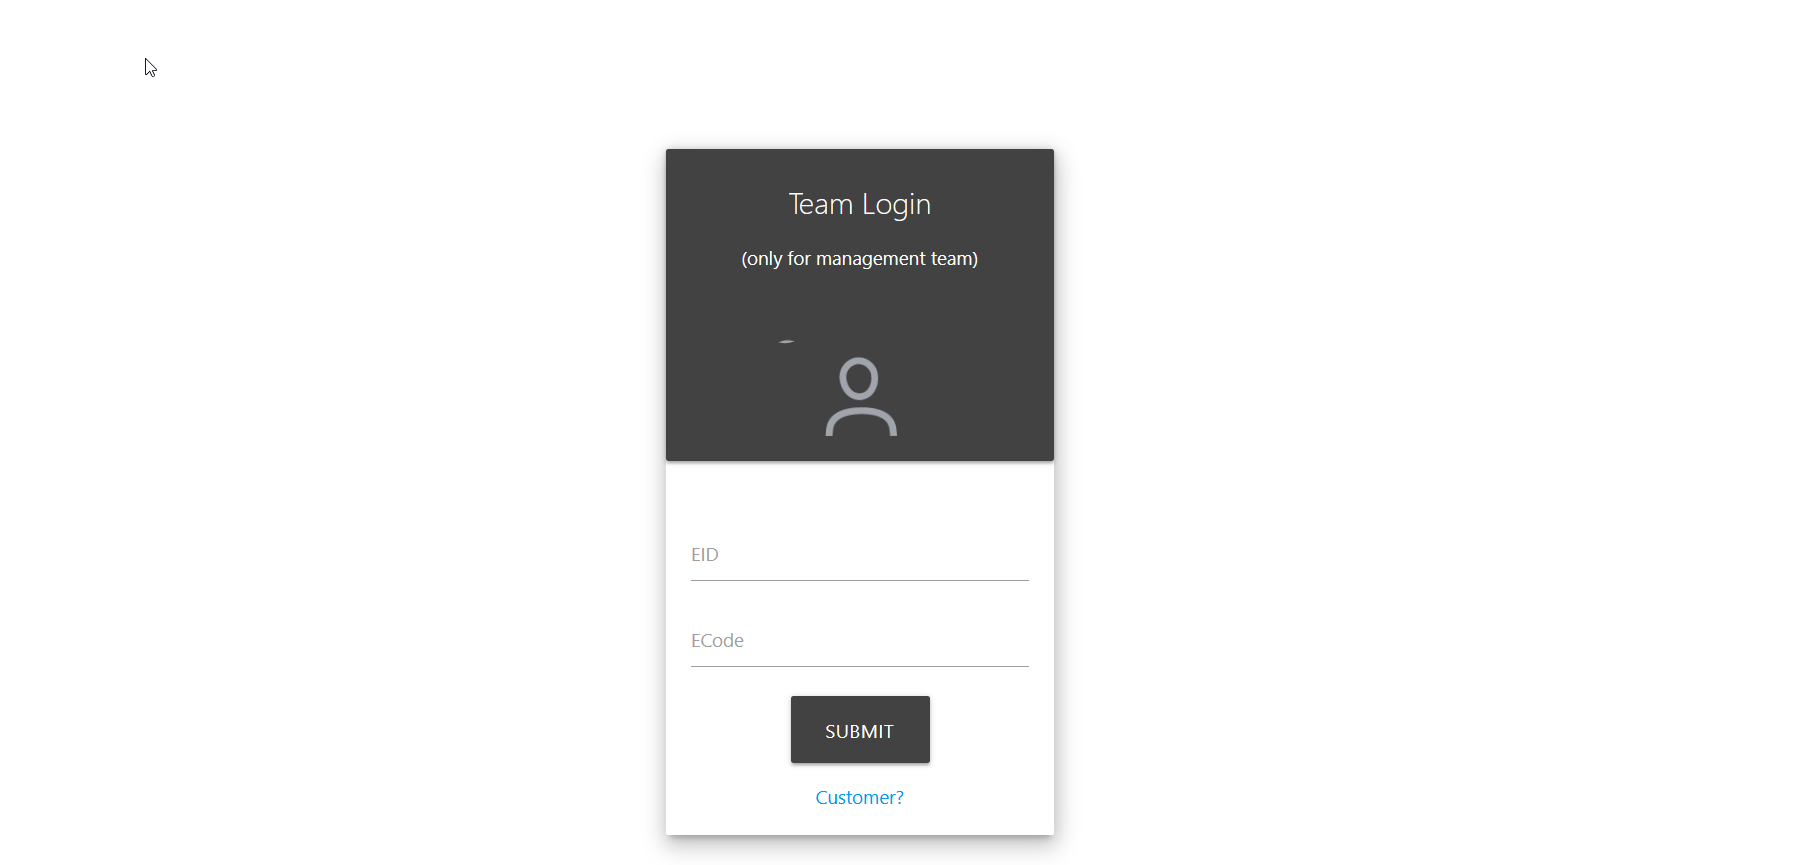 Team Login
(only for management team)
EID
ECode
SUBMIT
Customer?